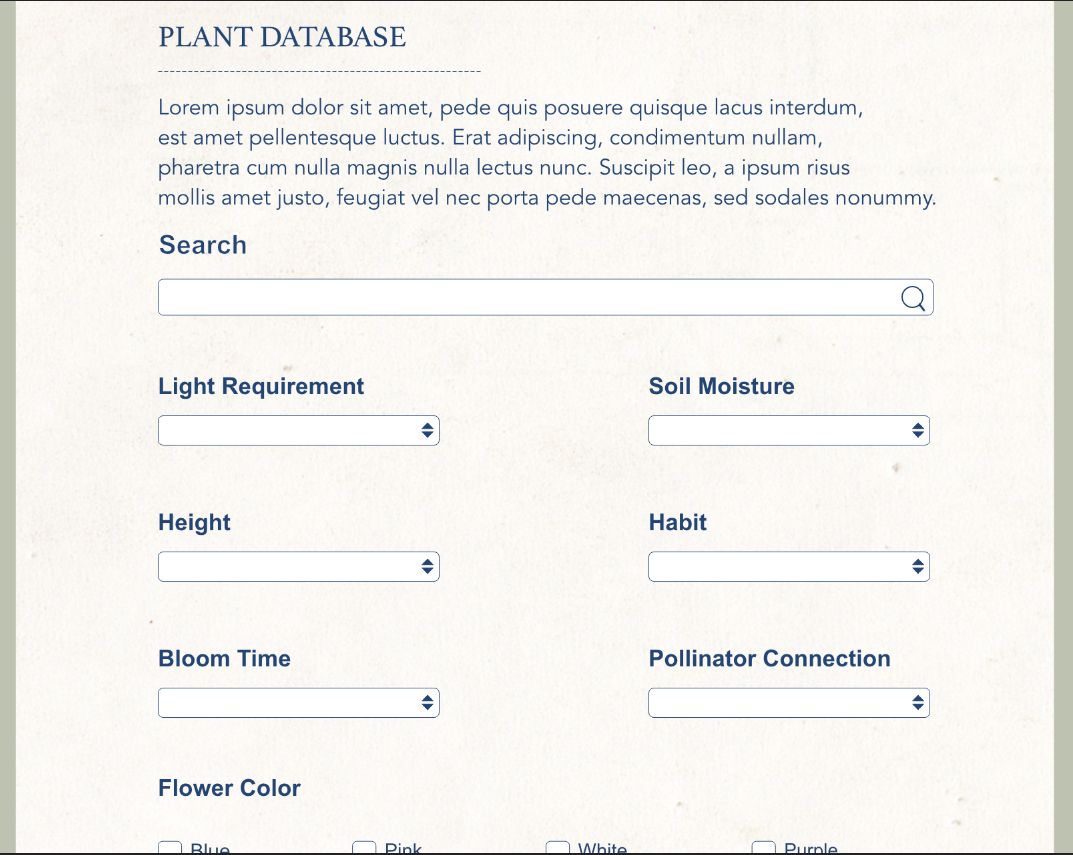 PLANT DATABASE
Lorem ipsum dolor sit amet, pede quis posuere quisque lacus interdum,
est amet pellentesque luctus. Erat adipiscing, condimentum nullam,
pharetra cum nulla magnis nulla lectus nunc. Suscipit leo, a ipsum risus
mollis amet justo, feugiat vel nec porta pede maecenas, sed sodales nonummy.
Search
Light Requirement Soil Moisture
Height Habit
Bloom Time Pollinator Connection
Flower Color
Blue Pink White Purple